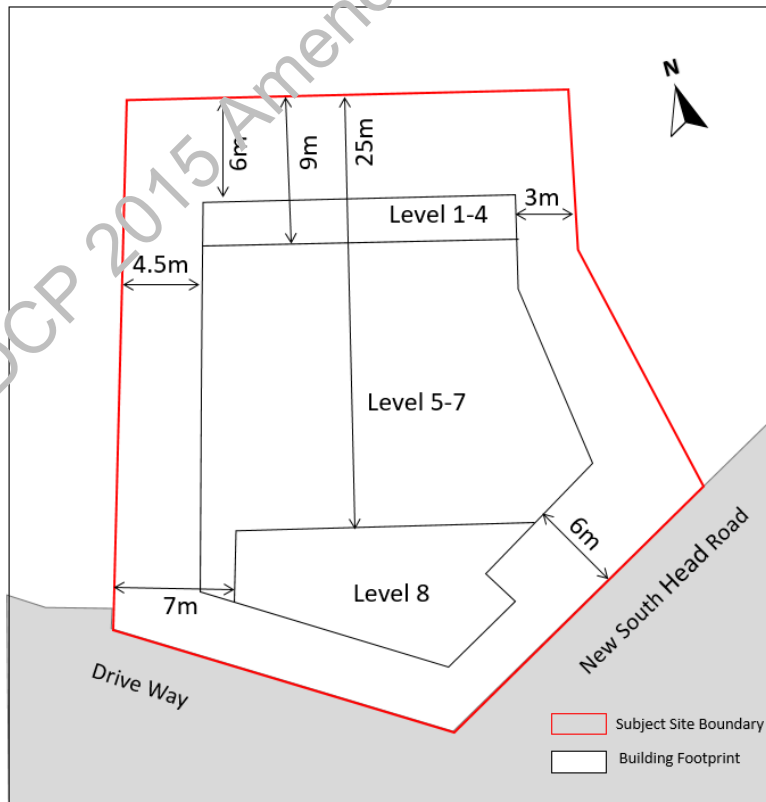 DCP 2015 Amend
N
6m
9m
25m
Level 1-4
3m
4.5m
Level 5-7
6m
Level 8
7m
New South Head Road
Drive Way
Subject Site Boundary
Building Footprint